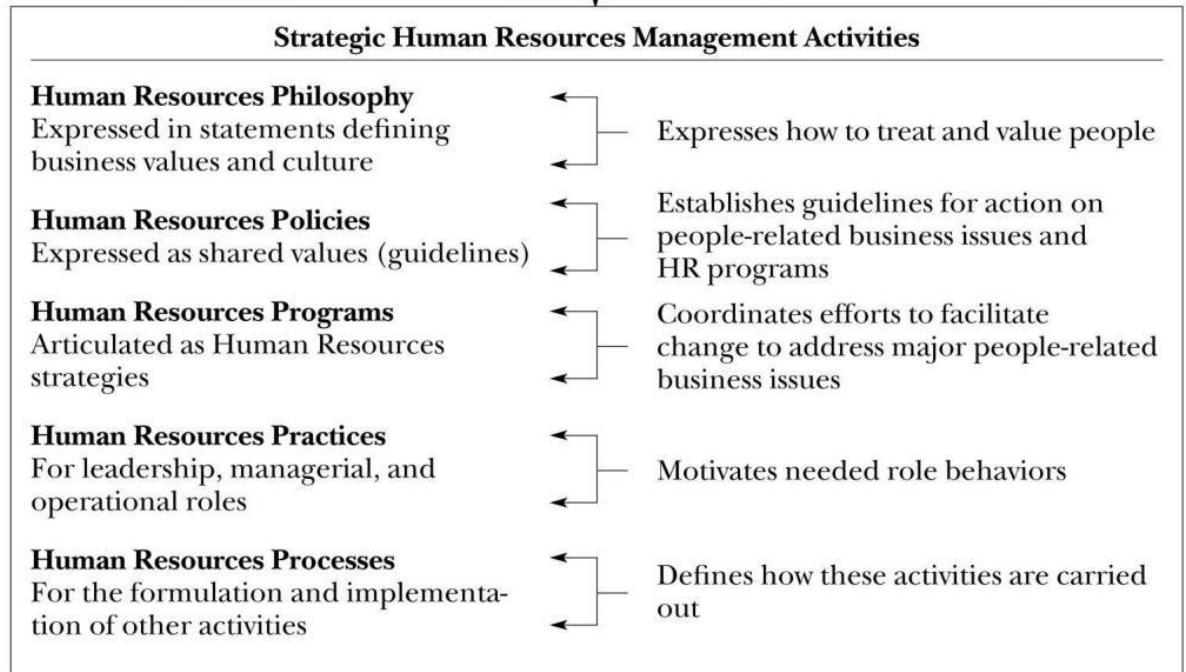 Strategic Human Resources Management Activities
Human Resources Philosophy
Expressed in statements defining
business values and culture
Expresses how to treat and value people
Human Resources Policies
Expressed as shared values (guidelines)
Establishes guidelines for action on
people-related business issues and
HR programs
Human Resources Programs
Articulated as Human Resources
strategies
Coordinates efforts to facilitate
change to address major people-related
business issues
Human Resources Practices
For leadership, managerial, and
operational roles
Motivates needed role behaviors
Human Resources Processes
For the formulation and implementa-
tion of other activities
Defines how these activities are carried
out